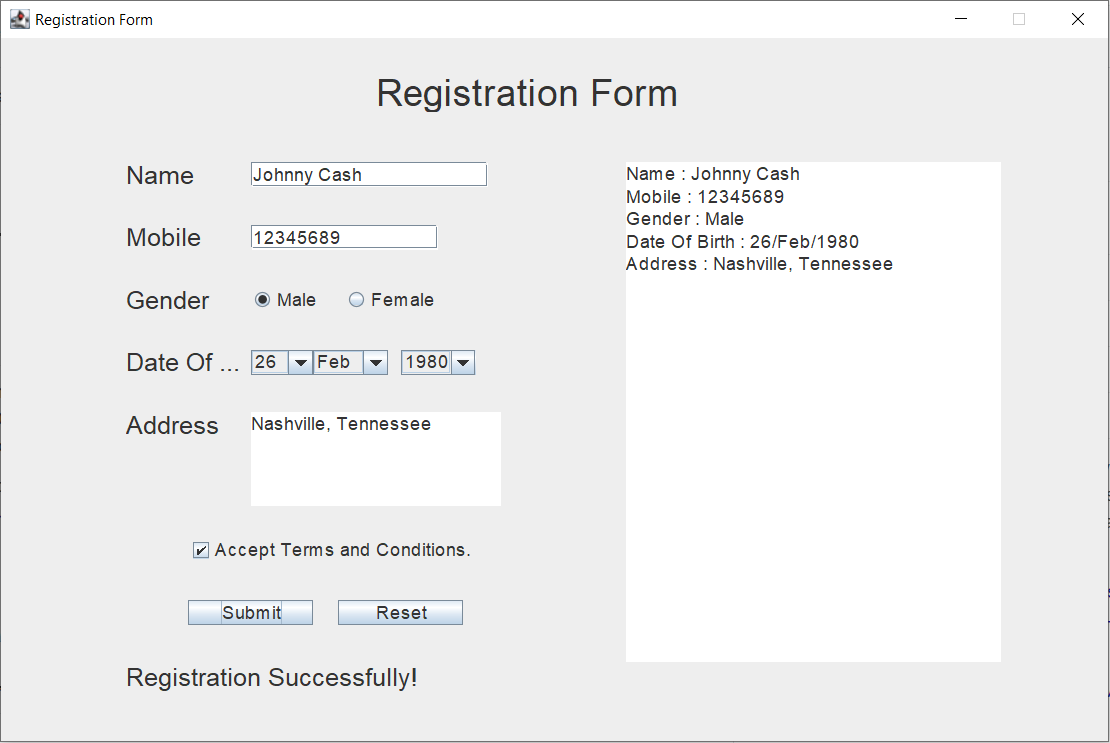 Registration Form
Registration Form
Name Johnny Cash
Mobile 12345689
Gender Male Female
Date Of ... 26 Feb 1980
Address Nashville, Tennessee
Accept Terms and Conditions.
Submit Reset
Registration Successfully!
Name : Johnny Cash
Mobile : 12345689
Gender : Male
Date Of Birth : 26/Feb/1980
Address : Nashville, Tennessee